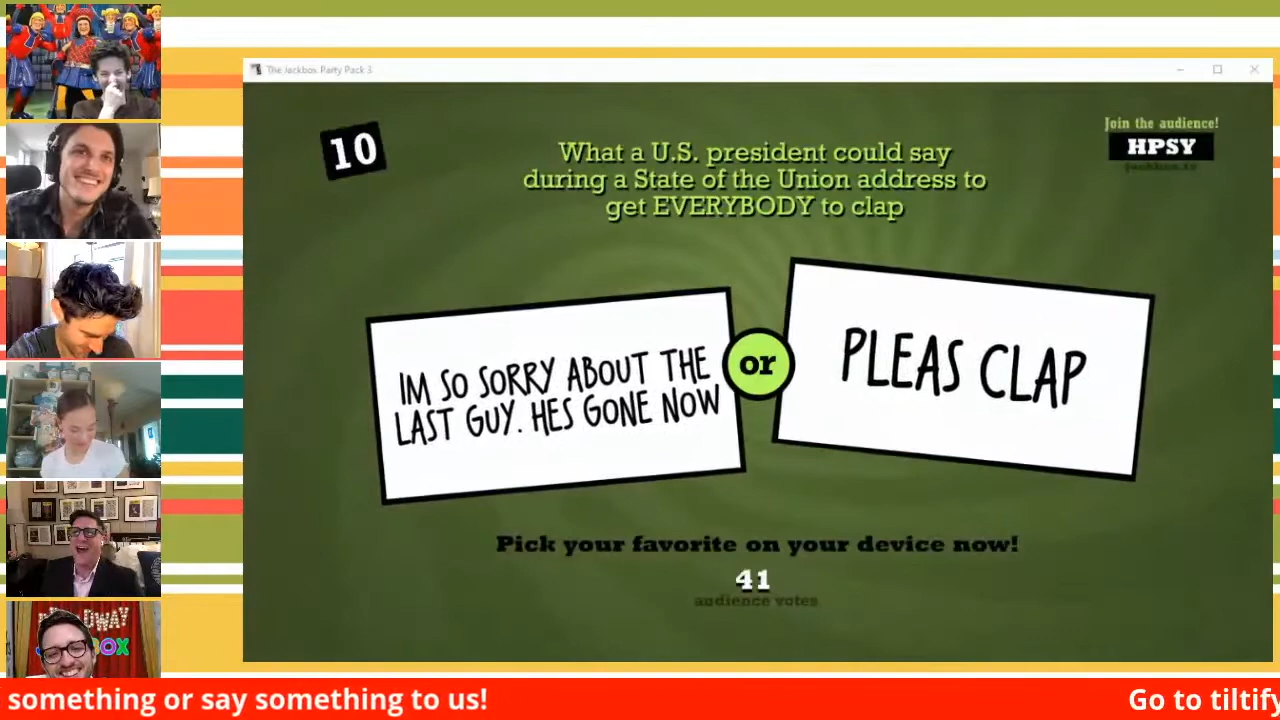 The Jackbox Party Pack 3
10
What a U.S. president could say
during a State of the Union address to
get EVERYBODY to clap
Join the audience!
HPSY
jackbox.tv
IM SO SORRY ABOUT THE
LAST GUY. HES GONE NOW
or
PLEAS CLAP
Pick your favorite on your device now!
41
audience votes
something or say something to us!
Go to tiltify